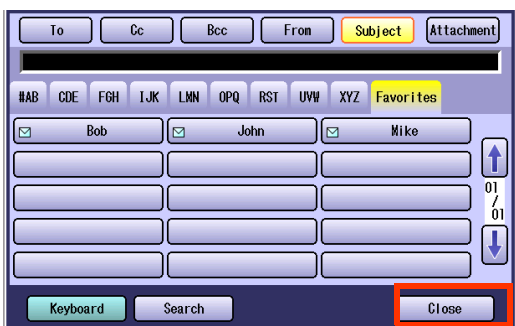 To Cc Bcc From Subject Attachment
#AB CDE FGH IJK LMN OPQ RST UVW XYZ Favorites
Bob John Mike
01
/
01
Keyboard Search Close